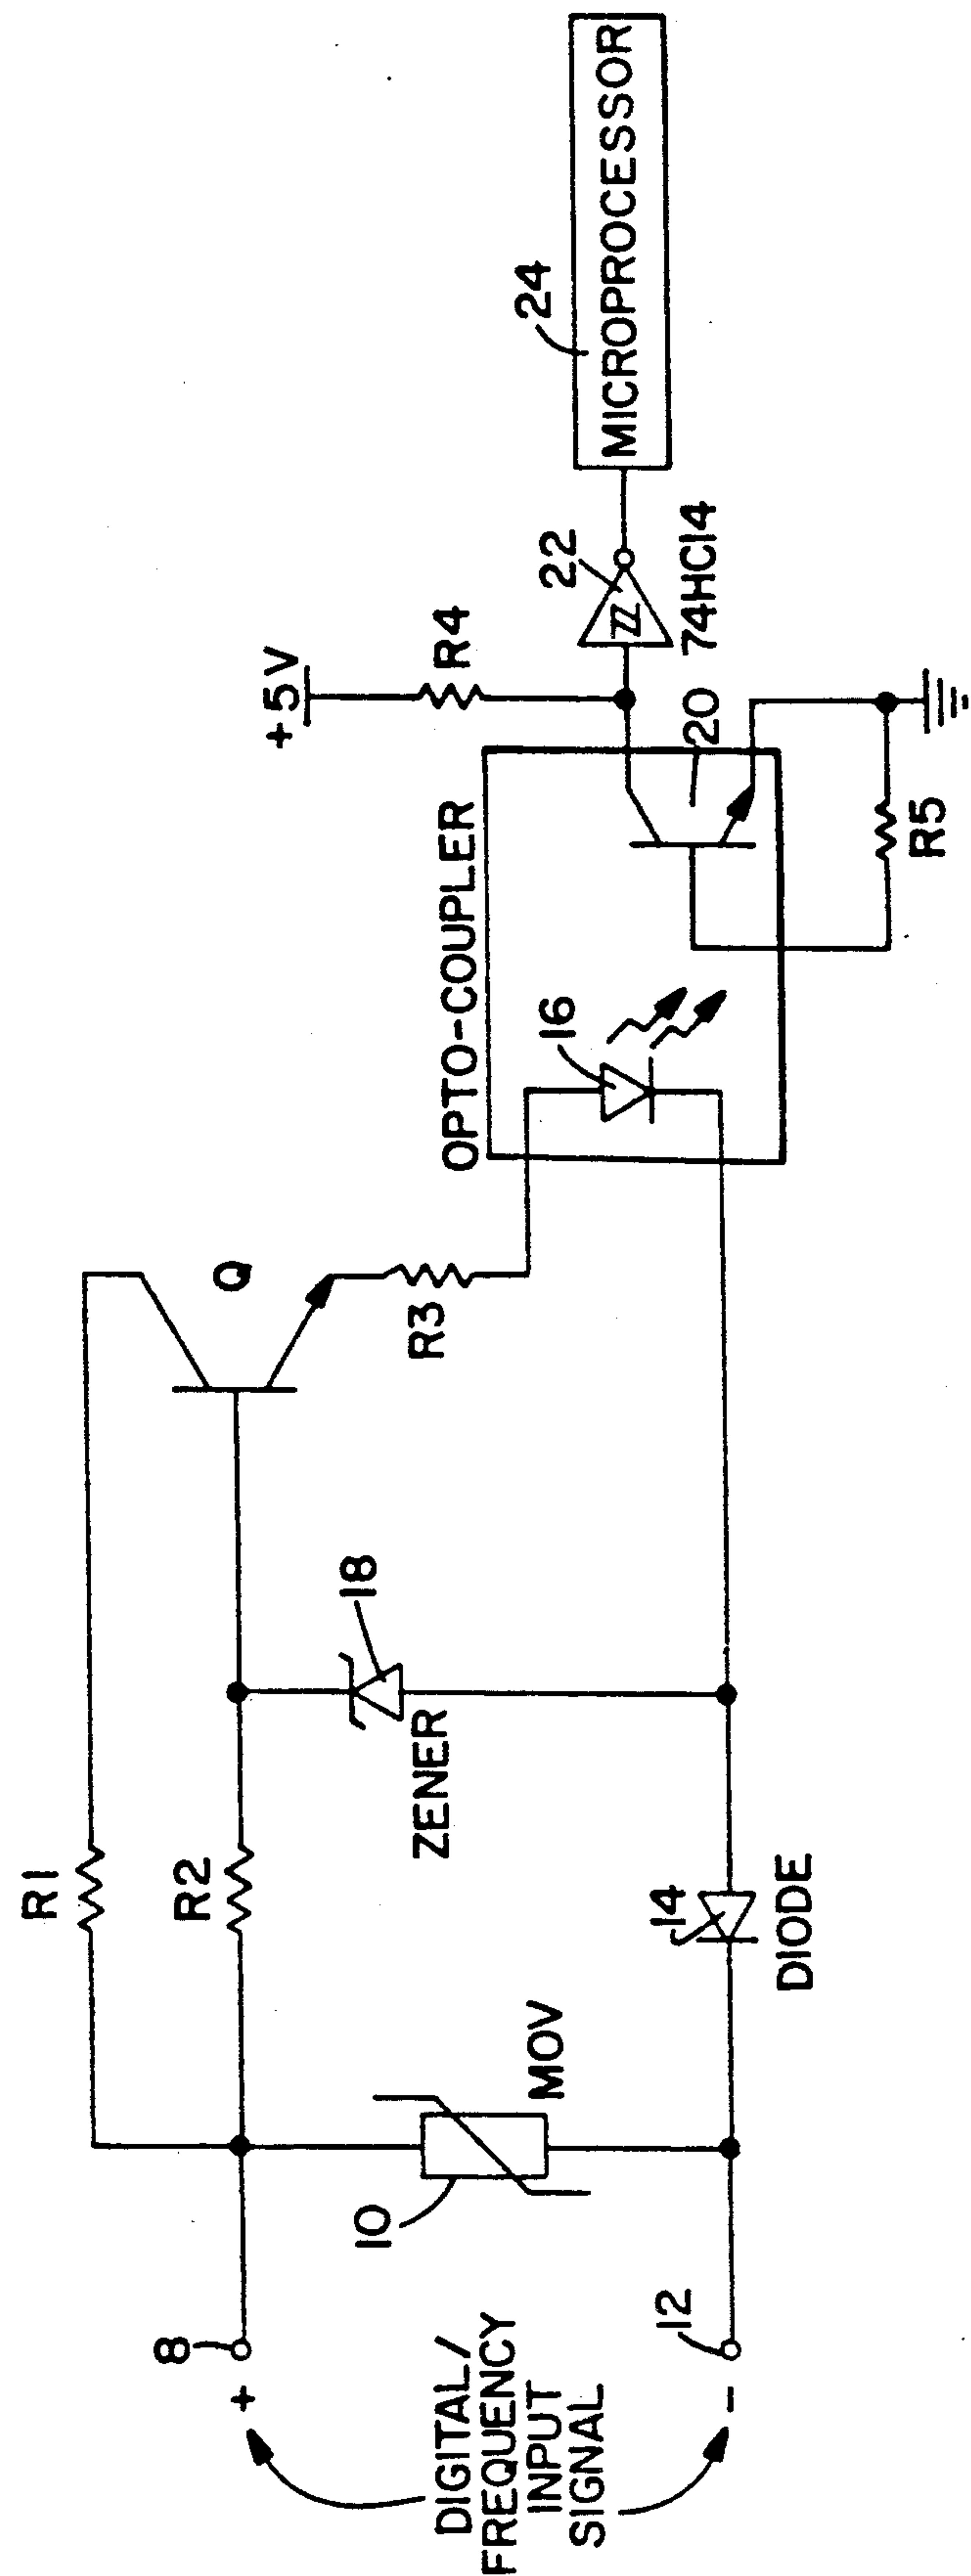 8
+
DIGITAL/
FREQUENCY
INPUT
SIGNAL
12
-
10
MOV
R1
R2
14
DIODE
18
ZENER
Q
R3
OPTO-COUPLER
16
20
R5
+5V
R4
22
74HC14
24
MICROPROCESSOR